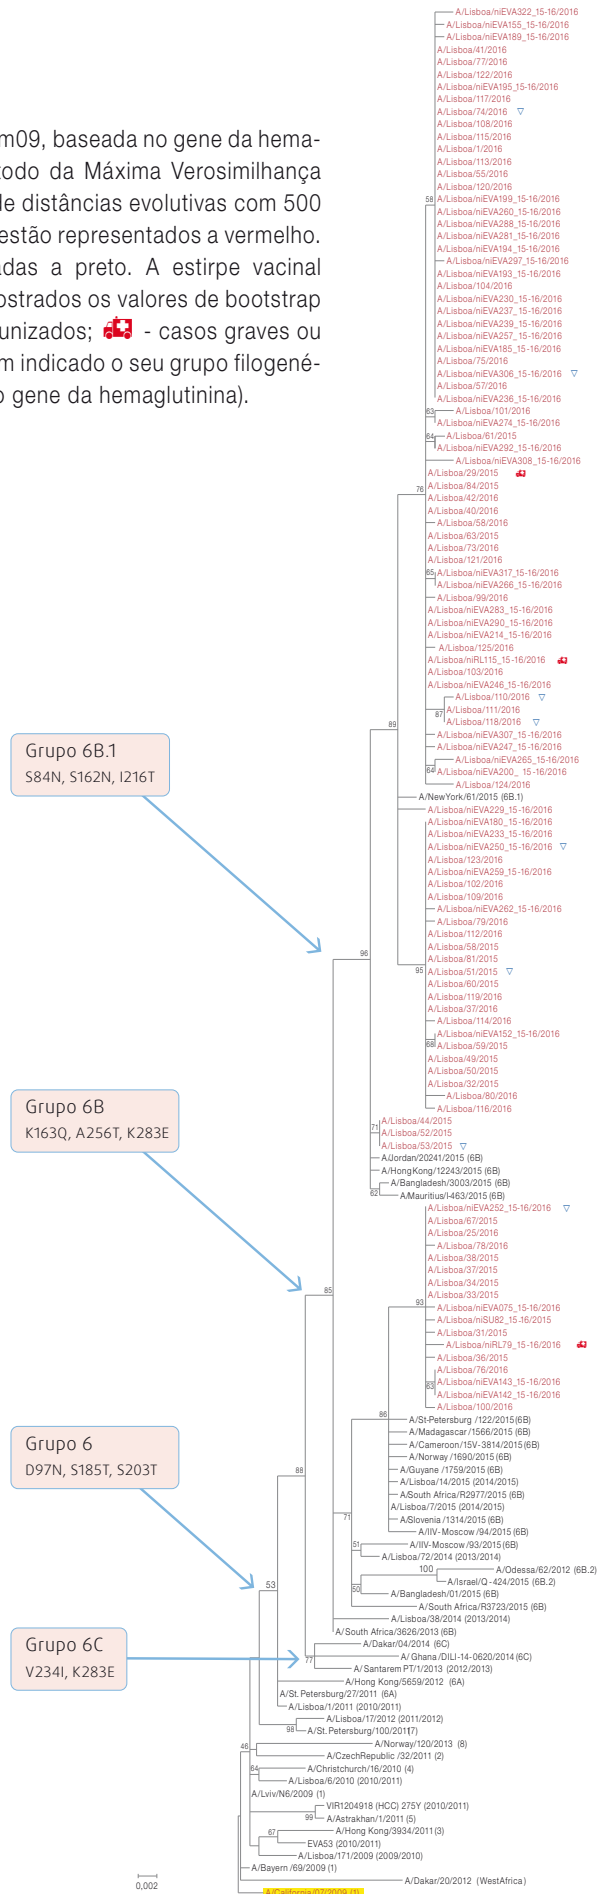 m09, baseada no gene da hema-
todo da Máxima Verosimilhança
de distâncias evolutivas com 500
estão representados a vermelho.
adas a preto. A estirpe vacinal
ostrados os valores de bootstrap
unizados; - casos graves ou
m indicado o seu grupo filogené-
o gene da hemaglutinina).
A/Lisboa/niEVA322_15-16/2016
A/Lisboa/niEVA155_15-16/2016
A/Lisboa/niEVA189_15-16/2016
A/Lisboa/41/2016
A/Lisboa/77/2016
A/Lisboa/122/2016
A/Lisboa/niEVA195_15-16/2016
A/Lisboa/117/2016
A/Lisboa/74/2016 ▽
A/Lisboa/108/2016
A/Lisboa/115/2016
A/Lisboa/1/2016
A/Lisboa/113/2016
A/Lisboa/55/2016
A/Lisboa/120/2016
58
A/Lisboa/niEVA199_15-16/2016
A/Lisboa/niEVA260_15-16/2016
A/Lisboa/niEVA288_15-16/2016
A/Lisboa/niEVA281_15-16/2016
A/Lisboa/niEVA194_15-16/2016
A/Lisboa/niEVA297_15-16/2016
A/Lisboa/niEVA193_15-16/2016
A/Lisboa/104/2016
A/Lisboa/niEVA230_15-16/2016
A/Lisboa/niEVA237_15-16/2016
A/Lisboa/niEVA239_15-16/2016
A/Lisboa/niEVA257_15-16/2016
A/Lisboa/niEVA185_15-16/2016
A/Lisboa/75/2016
A/Lisboa/niEVA306_15-16/2016 ▽
A/Lisboa/57/2016
A/Lisboa/niEVA236_15-16/2016
63
A/Lisboa/101/2016
A/Lisboa/niEVA274_15-16/2016
64
A/Lisboa/61/2015
A/Lisboa/niEVA292_15-16/2016
A/Lisboa/niEVA308_15-16/2016
A/Lisboa/29/2015
76
A/Lisboa/84/2015
A/Lisboa/42/2016
A/Lisboa/40/2016
A/Lisboa/58/2016
A/Lisboa/63/2015
A/Lisboa/73/2016
A/Lisboa/121/2016
65
A/Lisboa/niEVA317_15-16/2016
A/Lisboa/niEVA266_15-16/2016
A/Lisboa/99/2016
A/Lisboa/niEVA283_15-16/2016
A/Lisboa/niEVA290_15-16/2016
A/Lisboa/niEVA214_15-16/2016
A/Lisboa/125/2016
A/Lisboa/niRL115_15-16/2016
A/Lisboa/103/2016
A/Lisboa/niEVA246_15-16/2016
A/Lisboa/110/2016 ▽
87
A/Lisboa/111/2016
A/Lisboa/118/2016 ▽
89
A/Lisboa/niEVA307_15-16/2016
A/Lisboa/niEVA247_15-16/2016
A/Lisboa/niEVA265_15-16/2016
64
A/Lisboa/niEVA200_ 15-16/2016
A/Lisboa/124/2016
A/NewYork/61/2015 (6B.1)
Grupo 6B.1
S84N, S162N, I216T
A/Lisboa/niEVA229_15-16/2016
A/Lisboa/niEVA180_15-16/2016
A/Lisboa/niEVA233_15-16/2016
A/Lisboa/niEVA250_15-16/2016 ▽
A/Lisboa/123/2016
A/Lisboa/niEVA259_15-16/2016
A/Lisboa/102/2016
A/Lisboa/109/2016
A/Lisboa/niEVA262_15-16/2016
A/Lisboa/79/2016
A/Lisboa/112/2016
A/Lisboa/58/2015
96
A/Lisboa/81/2015
95
A/Lisboa/51/2015 ▽
A/Lisboa/60/2015
A/Lisboa/119/2016
A/Lisboa/37/2016
A/Lisboa/114/2016
68
A/Lisboa/niEVA152_15-16/2016
A/Lisboa/59/2015
A/Lisboa/49/2015
A/Lisboa/50/2015
A/Lisboa/32/2015
A/Lisboa/80/2016
A/Lisboa/116/2016
Grupo 6B
K163Q, A256T, K283E
71
A/Lisboa/44/2015
A/Lisboa/52/2015
A/Lisboa/53/2015 ▽
A/Jordan/20241/2015 (6B)
A/HongKong/12243/2015 (6B)
A/Bangladesh/3003/2015 (6B)
62
A/Mauritius/I-463/2015 (6B)
A/Lisboa/niEVA252_15-16/2016 ▽
A/Lisboa/67/2015
A/Lisboa/25/2016
A/Lisboa/78/2016
A/Lisboa/38/2015
A/Lisboa/37/2015
A/Lisboa/34/2015
A/Lisboa/33/2015
85
93
A/Lisboa/niEVA075_15-16/2016
A/Lisboa/niSU82_15-16/2015
A/Lisboa/31/2015
A/Lisboa/niRL79_15-16/2016
A/Lisboa/36/2015
A/Lisboa/76/2016
63
A/Lisboa/niEVA143_15-16/2016
A/Lisboa/niEVA142_15-16/2016
A/Lisboa/100/2016
86
A/St-Petersburg /122/2015(6B)
A/Madagascar /1566/2015 (6B)
A/Cameroon/15V-3814/2015 (6B)
A/Norway /1690/2015 (6B)
A/Guyane /1759/2015 (6B)
A/Lisboa/14/2015 (2014/2015)
A/South Africa/R2977/2015 (6B)
A/Lisboa/7/2015 (2014/2015)
A/Slovenia /1314/2015 (6B)
A/IIV-Moscow /94/2015 (6B)
Grupo 6
D97N, S185T, S203T
88
71
51
A/IIV-Moscow /93/2015 (6B)
A/Lisboa/72/2014 (2013/2014)
100
A/Odessa/62/2012 (6B.2)
A/Israel/Q-424/2015 (6B.2)
50
A/Bangladesh/01/2015 (6B)
A/South Africa/R3723/2015 (6B)
53
A/Lisboa/38/2014 (2013/2014)
A/South Africa/3626/2013 (6B)
Grupo 6C
V234I, K283E
77
A/Dakar/04/2014 (6C)
A/ Ghana/DILI-14-0620/2014 (6C)
A/ Santarem PT/1/2013 (2012/2013)
A/Hong Kong/5659/2012 (6A)
A/St. Petersburg/27/2011 (6A)
A/Lisboa/1/2011 (2010/2011)
A/Lisboa/17/2012 (2011/2012)
98
A/St. Petersburg/100/2011(7)
A/Norway/120/2013 (8)
46
A/CzechRepublic /32/2011 (2)
64
A/Christchurch/16/2010 (4)
A/Lisboa/6/2010 (2010/2011)
A/Lviv/N6/2009 (1)
VIR1204918 (HCC) 275Y (2010/2011)
99
A/Astrakhan/1/2011 (5)
67
A/Hong Kong/3934/2011(3)
EVA53 (2010/2011)
A/Lisboa/171/2009 (2009/2010)
A/Bayern /69/2009 (1)
A/Dakar/20/2012 (WestAfrica)
A/California/07/2009 (1)
0,002